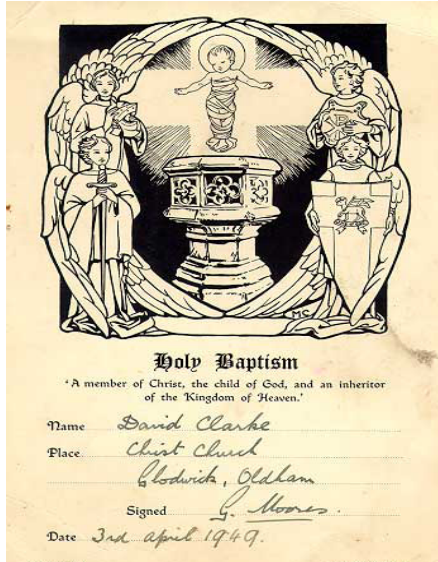 MC
Holy Baptism
'A member of Christ, the child of God, and an inheritor
of the Kingdom of Heaven.'
Name David Clarke
Place Christ Church
Glodwick, Oldham
Signed G. Moores.
Date 3rd April 1949.